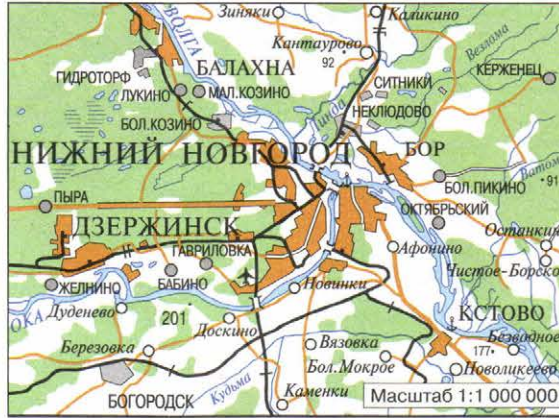 ВОЛГА
Зиняки
Каликино
Кантаурово
92
Везлома
ГИДРОТОРФ
БАЛАХНА
СИТНИКИ
КЕРЖЕНЕЦ
ЛУКИНО
МАЛ.КОЗИНО
Линда
НЕКЛЮДОВО
БОЛ.КОЗИНО
НИЖНИЙ НОВГОРОД
БОР
Ватома
БОЛ.ПИКИНО
91
ПЫРА
ОКТЯБРЬСКИЙ
ДЗЕРЖИНСК
Останкино
ГАВРИЛОВКА
Афонино
Чистое-Борское
ЖЕЛНИНО
БАБИНО
Новинки
ОКА
Дуденево
201
Доскино
КСТОВО
Безводное
Березовка
Вязовка
177
Бол.Мокрое
Новоликеево
БОГОРОДСК
Кудьма
Каменки
Масштаб 1:1 000 000